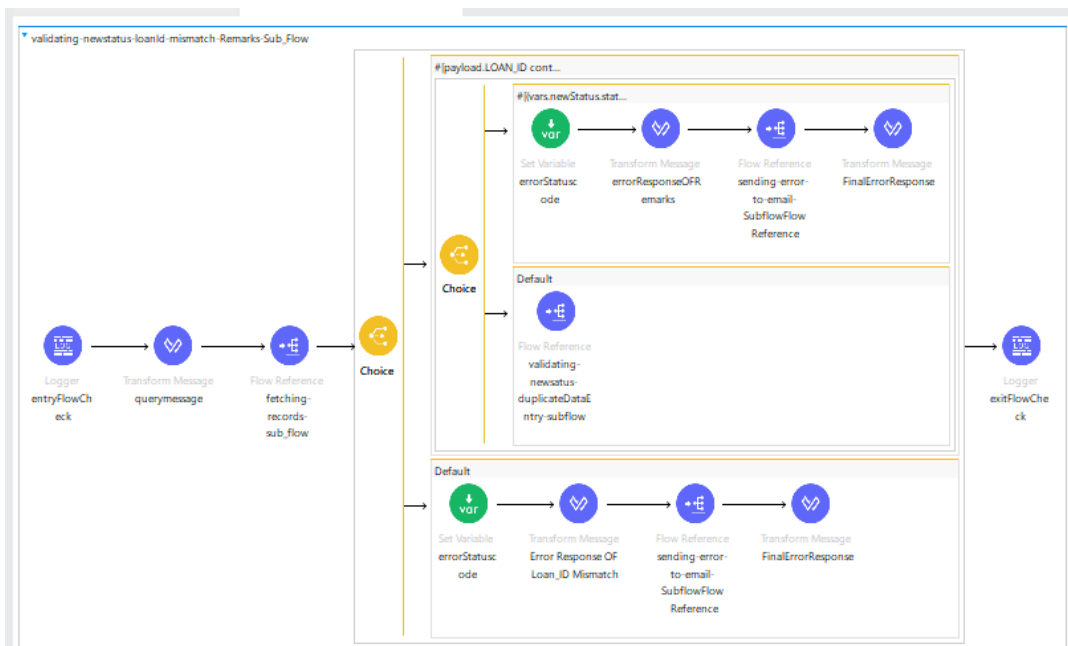 validating-newstatus-loanId-mismatch-Remarks-Sub_Flow
#[payload.LOAN_ID cont...
#[(vars.newStatus.stat...
var
Set Variable
errorStatusc
ode
Transform Message
errorResponseOFR
emarks
Flow Reference
sending-error-
to-email-
SubflowFlow
Reference
Transform Message
FinalErrorResponse
Choice
Default
Flow Reference
validating-
newsatus-
duplicateDataE
ntry-subflow
LOG
Logger
entryFlowCh
eck
Transform Message
querymessage
Flow Reference
fetching-
records-
sub_flow
Choice
Default
var
Set Variable
errorStatusc
ode
Transform Message
Error Response OF
Loan_ID Mismatch
Flow Reference
sending-error-
to-email-
SubflowFlow
Reference
Transform Message
FinalErrorResponse
LOG
Logger
exitFlowChe
ck